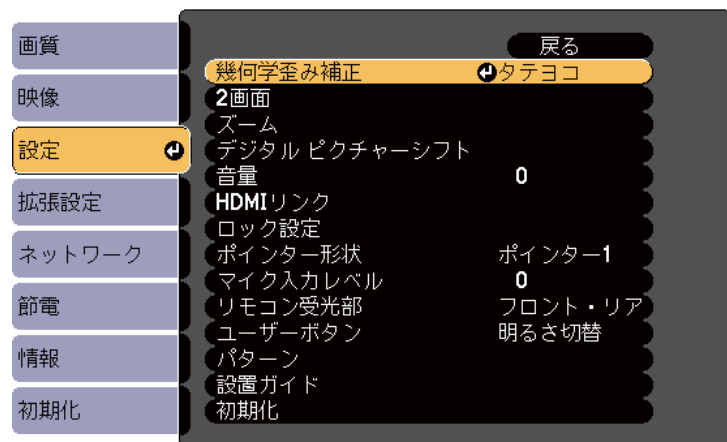 画質
映像
設定
拡張設定
ネットワーク
節電
情報
初期化
戻る
幾何学歪み補正 タテヨコ
2画面
ズーム
デジタル ピクチャーシフト
音量 0
HDMIリンク
ロック設定
ポインター形状 ポインター1
マイク入力レベル 0
リモコン受光部 フロント・リア
ユーザーボタン 明るさ切替
パターン
設置ガイド
初期化